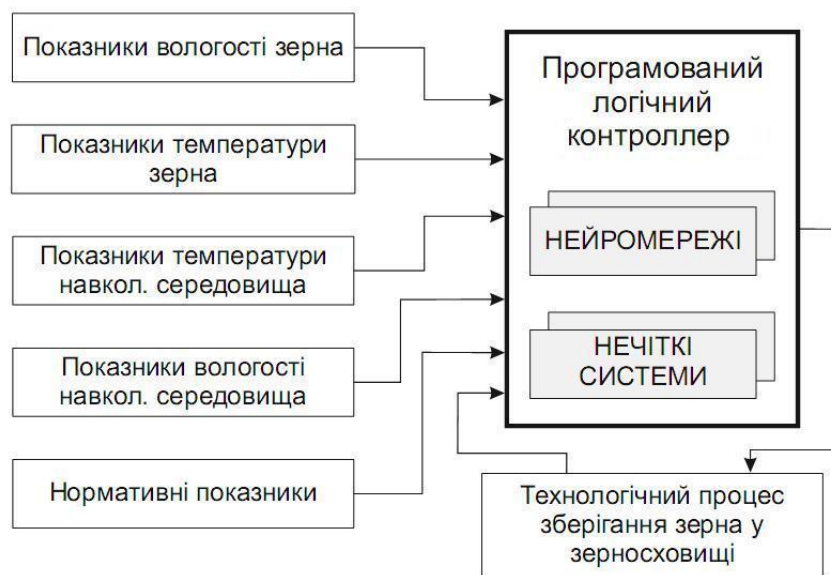 Показники вологості зерна
Показники температури
зерна
Показники температури
навкол. середовища
Показники вологості
навкол. середовища
Нормативні показники
Програмований
логічний
контроллер
НЕЙРОМЕРЕЖІ
НЕЧІТКІ
СИСТЕМИ
Технологічний процес
зберігання зерна у
зерносховищі